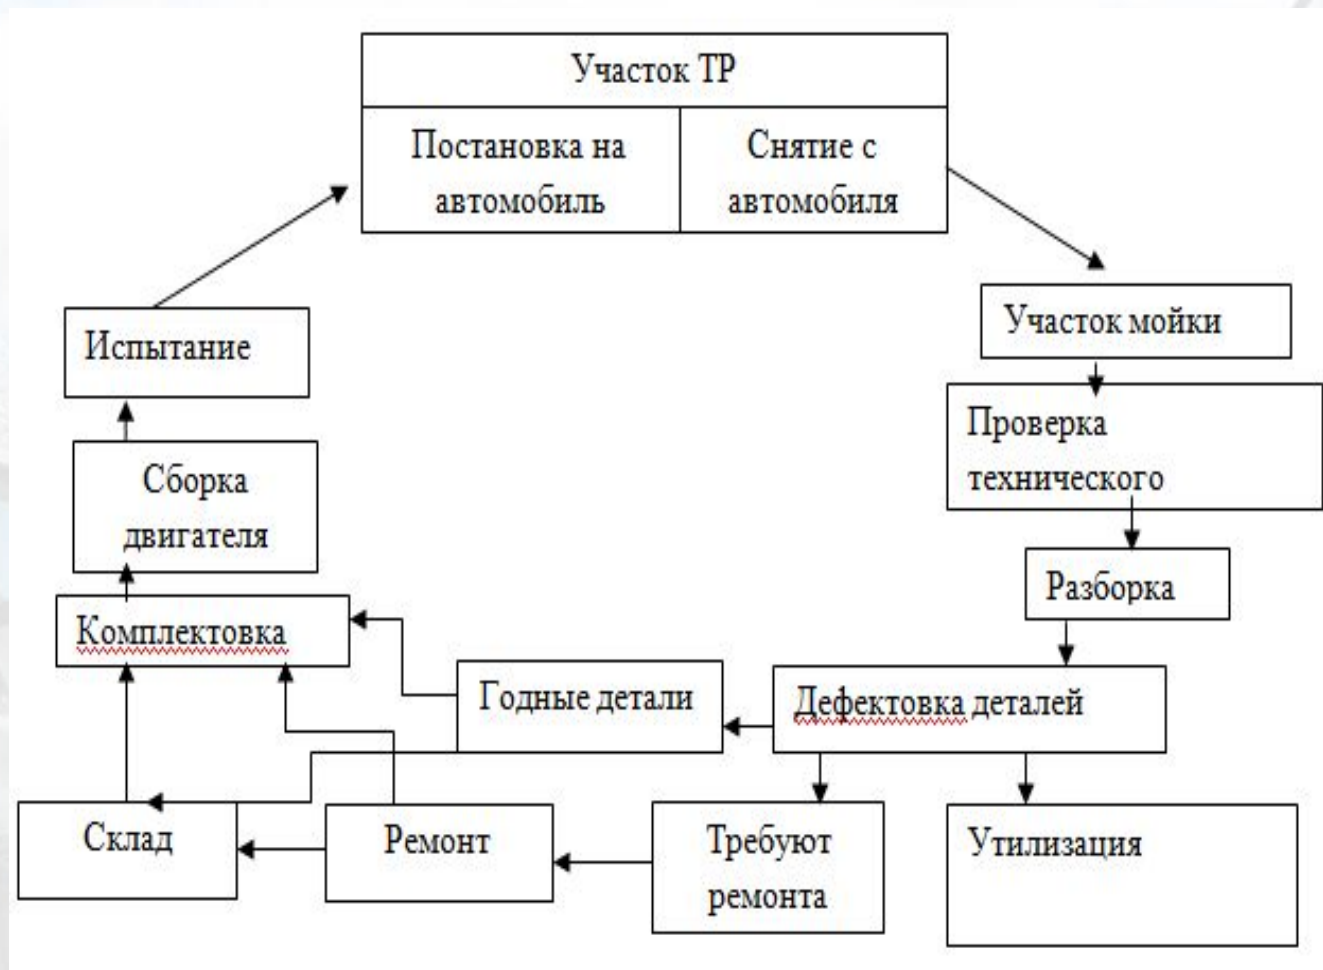 Участок ТР
Постановка на
автомобиль
Снятие с
автомобиля
Испытание
Участок мойки
Проверка
технического
Сборка
двигателя
Разборка
Комплектовка
Годные детали
Дефектовка деталей
Склад
Ремонт
Требуют
ремонта
Утилизация